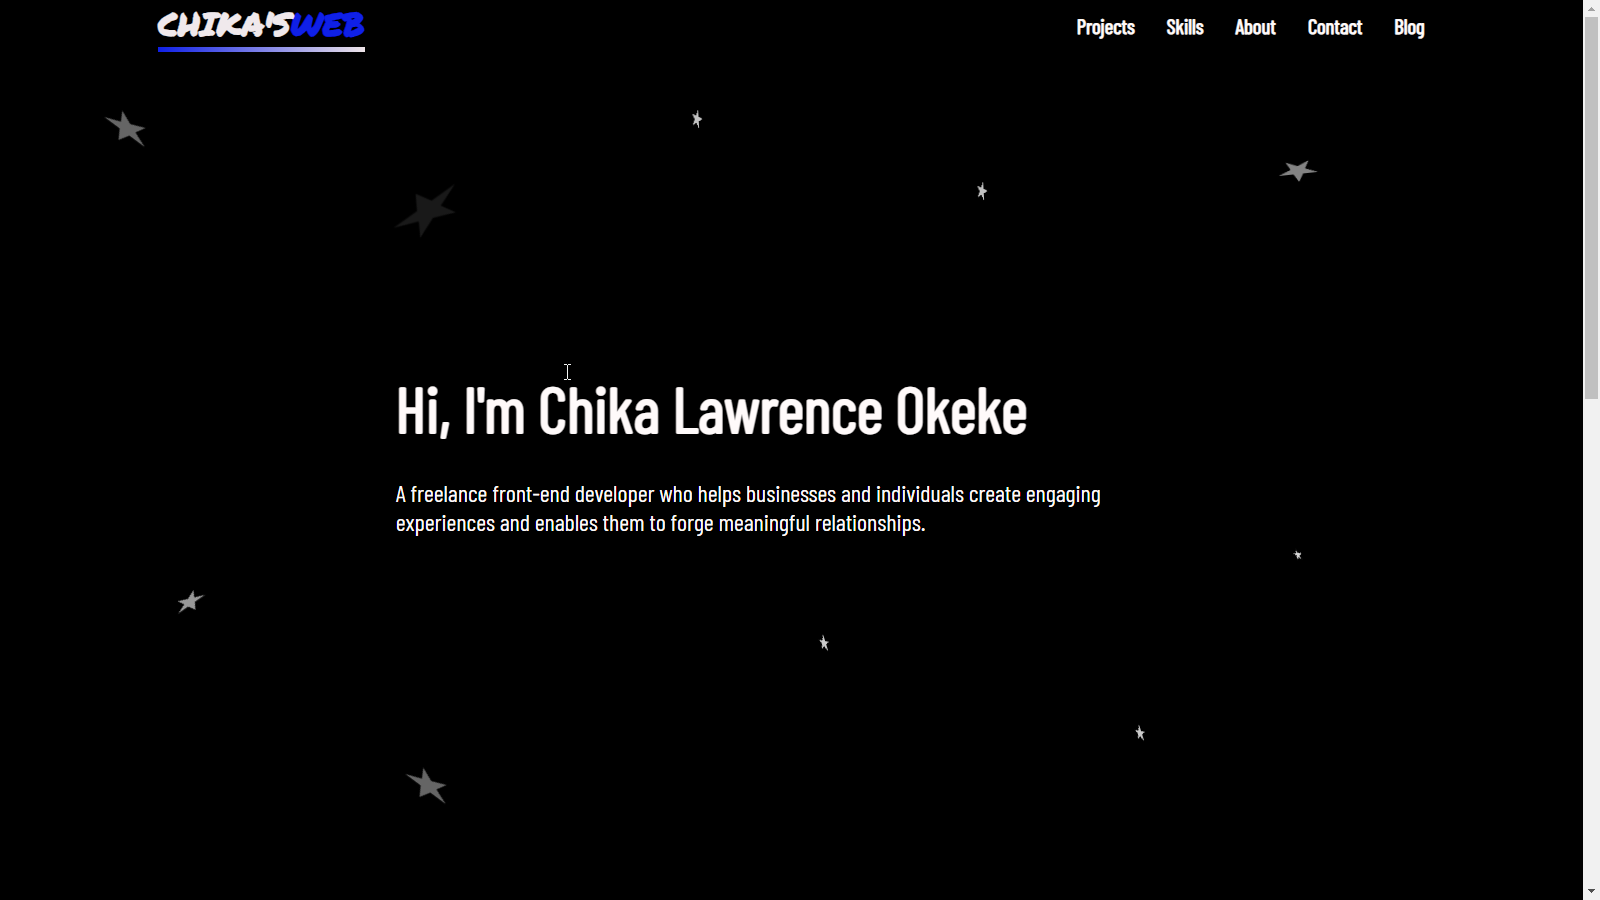 CHIKA'SWEB
Projects Skills About Contact Blog
Hi, I'm Chika Lawrence Okeke
A freelance front-end developer who helps businesses and individuals create engaging
experiences and enables them to forge meaningful relationships.